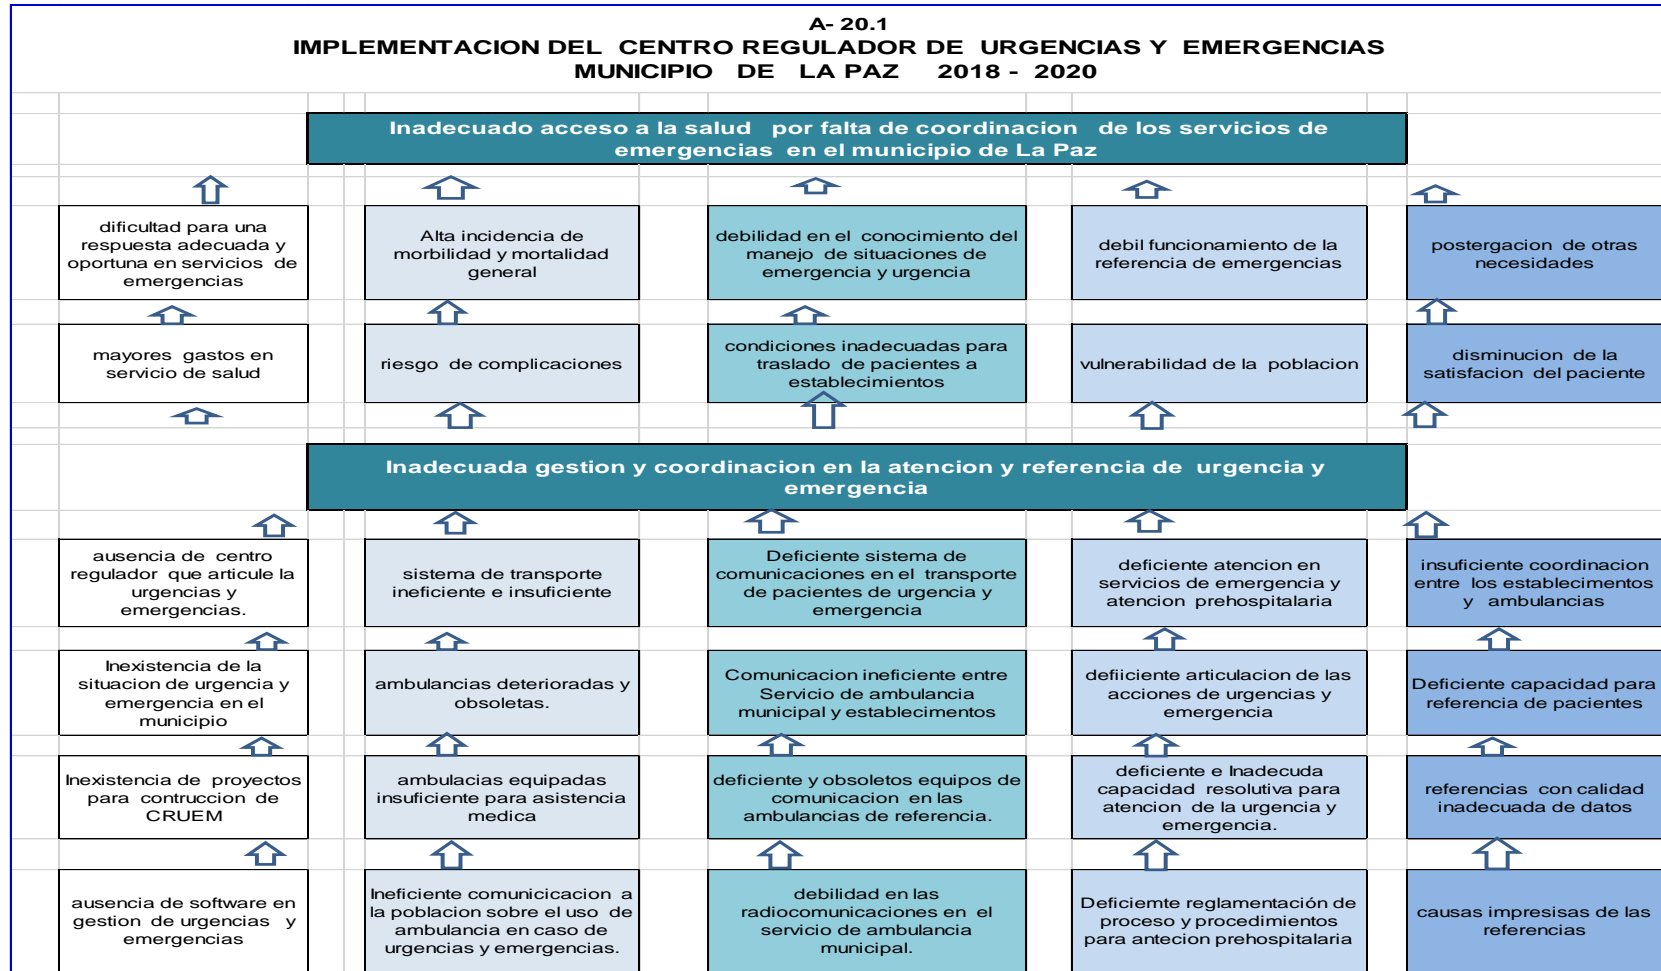 A- 20.1
IMPLEMENTACION DEL CENTRO REGULADOR DE URGENCIAS Y EMERGENCIAS
MUNICIPIO DE LA PAZ 2018 - 2020
Inadecuado acceso a la salud por falta de coordinacion de los servicios de
emergencias en el municipio de La Paz
dificultad para una
respuesta adecuada y
oportuna en servicios de
emergencias
Alta incidencia de
morbilidad y mortalidad
general
debilidad en el conocimiento del
manejo de situaciones de
emergencia y urgencia
debil funcionamiento de la
referencia de emergencias
postergacion de otras
necesidades
mayores gastos en
servicio de salud
riesgo de complicaciones
condiciones inadecuadas para
traslado de pacientes a
establecimientos
vulnerabilidad de la poblacion
disminucion de la
satisfacion del paciente
Inadecuada gestion y coordinacion en la atencion y referencia de urgencia y
emergencia
ausencia de centro
regulador que articule la
urgencias y
emergencias.
sistema de transporte
ineficiente e insuficiente
Deficiente sistema de
comunicaciones en el transporte
de pacientes de urgencia y
emergencia
deficiente atencion en
servicios de emergencia y
atencion prehospitalaria
insuficiente coordinacion
entre los establecimentos
y ambulancias
Inexistencia de la
situacion de urgencia y
emergencia en el
municipio
ambulancias deterioradas y
obsoletas.
Comunicacion ineficiente entre
Servicio de ambulancia
municipal y establecimentos
defiiciente articulacion de las
acciones de urgencias y
emergencia
Deficiente capacidad para
referencia de pacientes
Inexistencia de proyectos
para contruccion de
CRUEM
ambulacias equipadas
insuficiente para asistencia
medica
deficiente y obsoletos equipos de
comunicacion en las
ambulancias de referencia.
deficiente e Inadecuda
capacidad resolutiva para
atencion de la urgencia y
emergencia.
referencias con calidad
inadecuada de datos
ausencia de software en
gestion de urgencias y
emergencias
Ineficiente comunicicacion a
la poblacion sobre el uso de
ambulancia en caso de
urgencias y emergencias.
debilidad en las
radiocomunicaciones en el
servicio de ambulancia
municipal.
Deficiemte reglamentación de
proceso y procedimientos
para antecion prehospitalaria
causas impresisas de las
referencias